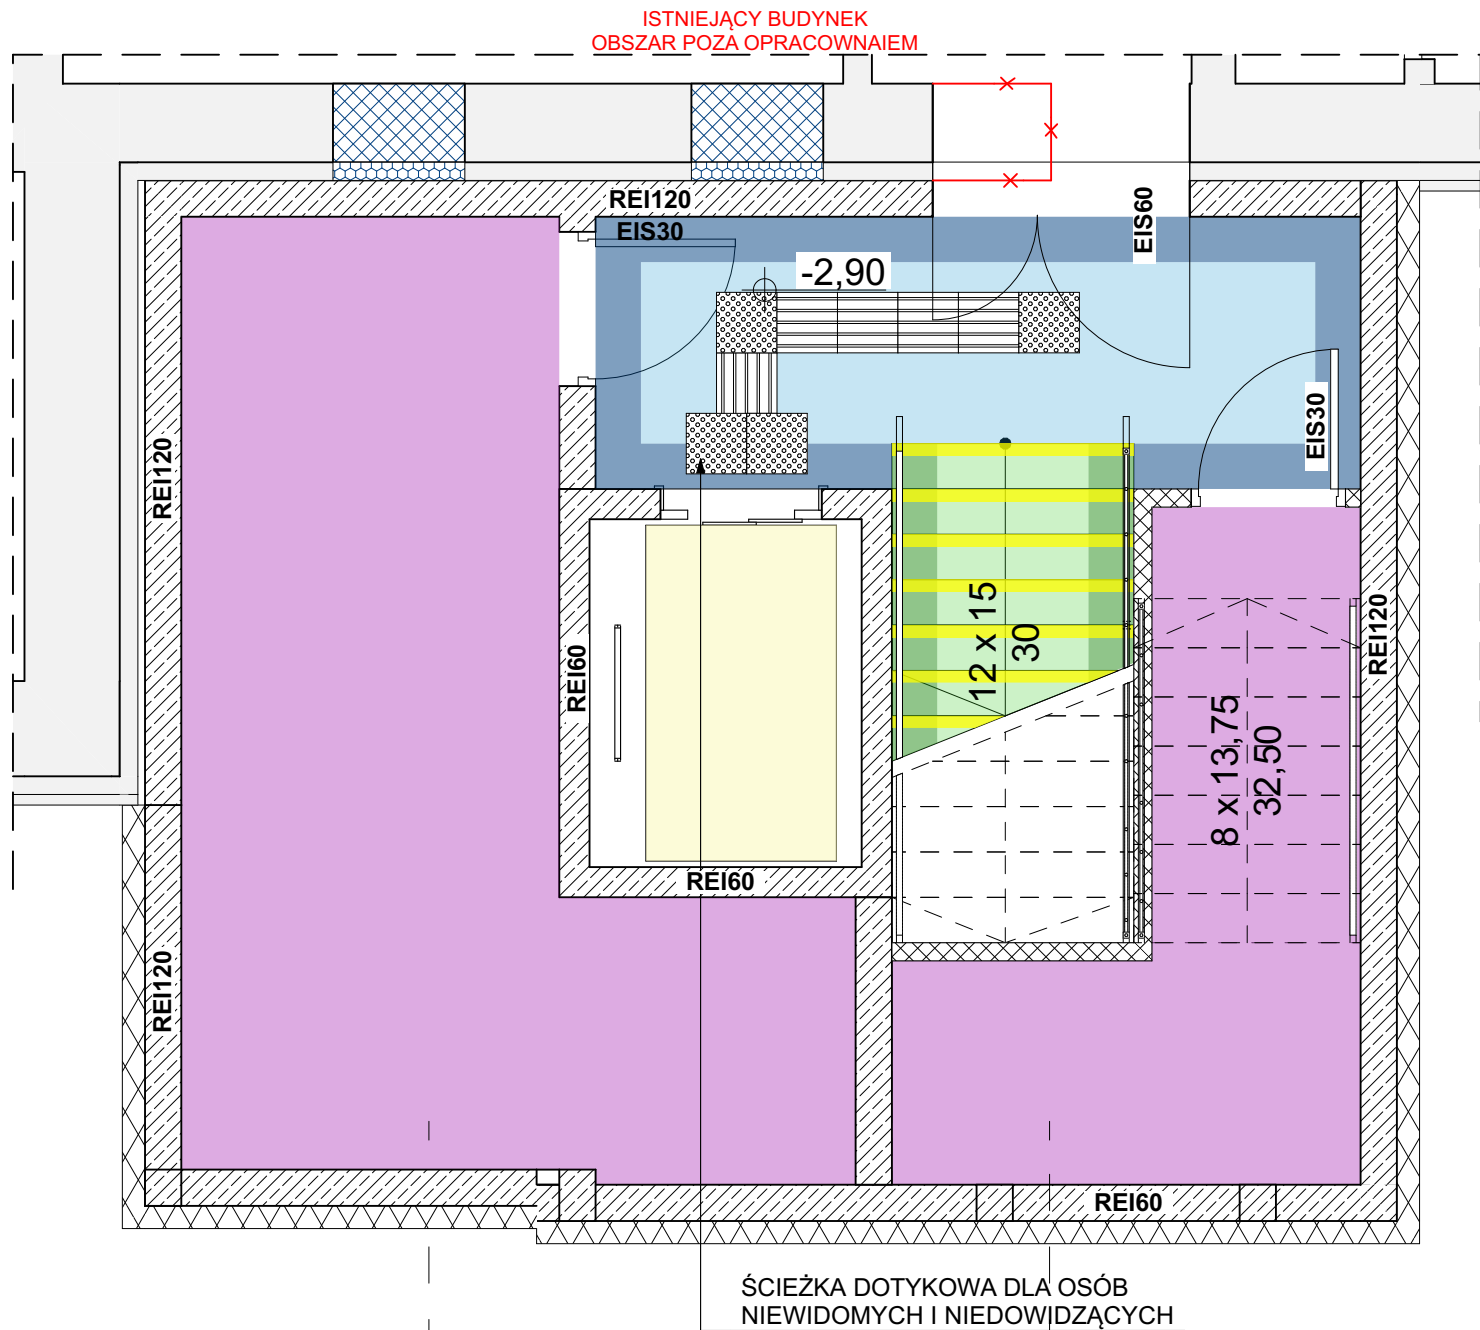 ISTNIEJĄCY BUDYNEK
OBSZAR POZA OPRACOWNAIEM
REI120
EIS30
EIS60
-2,90
EIS30
REI120
12 x 15
30
REI60
REI120
8 x 13,75
32,50
REI60
REI120
REI60
ŚCIEŻKA DOTYKOWA DLA OSÓB
NIEWIDOMYCH I NIEDOWIDZĄCYCH